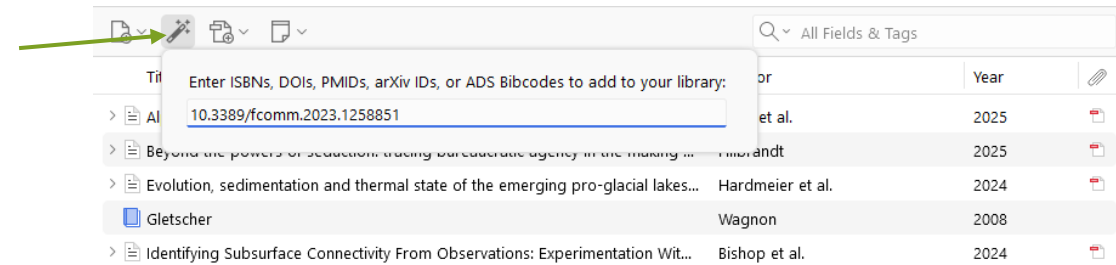 All Fields & Tags
Enter ISBNs, DOIs, PMIDs, arXiv IDs, or ADS Bibcodes to add to your library:
10.3389/fcomm.2023.1258851
Tit or Year
Al et al. 2025
Beyond the powers of seduction: tracing bureaucratic agency in the making ... Hilbrandt 2025
Evolution, sedimentation and thermal state of the emerging pro-glacial lakes... Hardmeier et al. 2024
Gletscher Wagnon 2008
Identifying Subsurface Connectivity From Observations: Experimentation Wit... Bishop et al. 2024